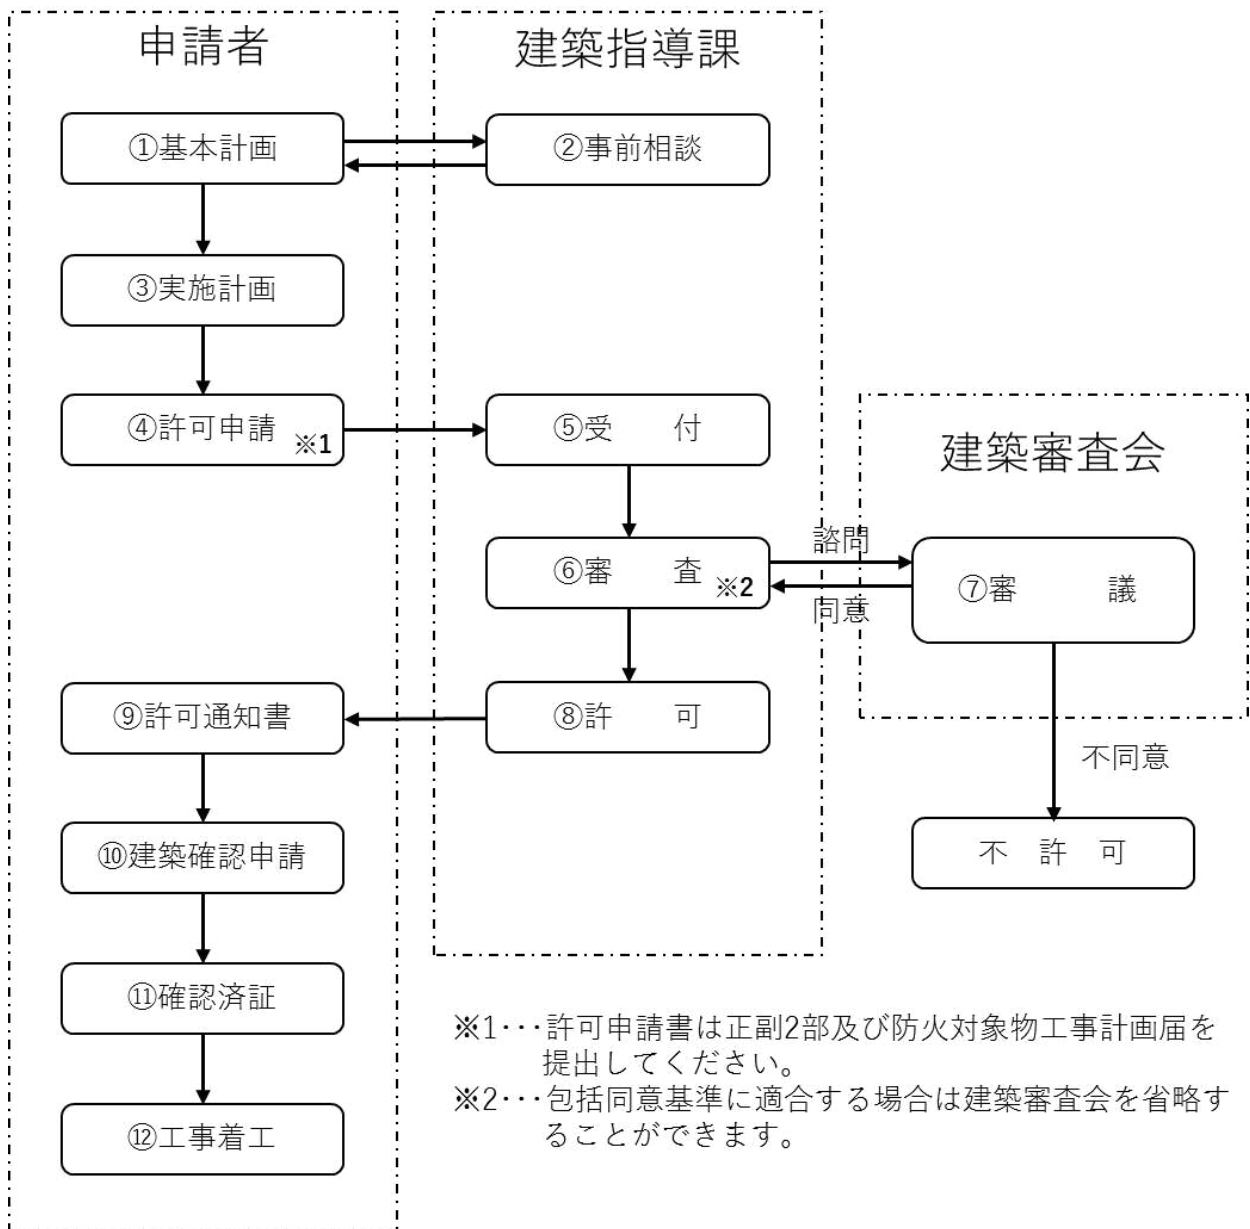 申請者
建築指導課
①基本計画
②事前相談
③実施計画
④許可申請 ※1
⑤受　付
建築審査会
⑥審　査 ※2
諮問
同意
⑦審　議
⑧許　可
⑨許可通知書
不同意
⑩建築確認申請
不　許　可
⑪確認済証
⑫工事着工
※1･･･許可申請書は正副2部及び防火対象物工事計画届を
提出してください。
※2･･･包括同意基準に適合する場合は建築審査会を省略す
ることができます。